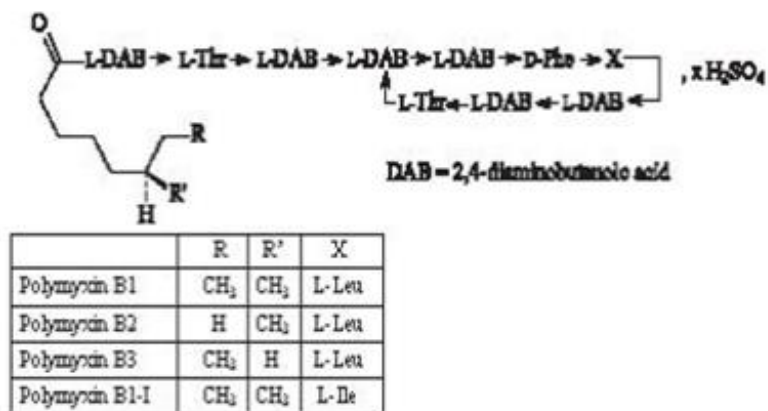 O
L-DAB L-Thr L-DAB L-DAB L-DAB D-Phe X , x H₂SO₄
L-Thr L-DAB L-DAB
R
R'
H
DAB = 2,4-diaminobutanoic acid
R R' X
Polymyxin B1 CH₃ CH₃ L-Leu
Polymyxin B2 H CH₃ L-Leu
Polymyxin B3 CH₃ H L-Leu
Polymyxin B1-I CH₃ CH₃ L-Ile